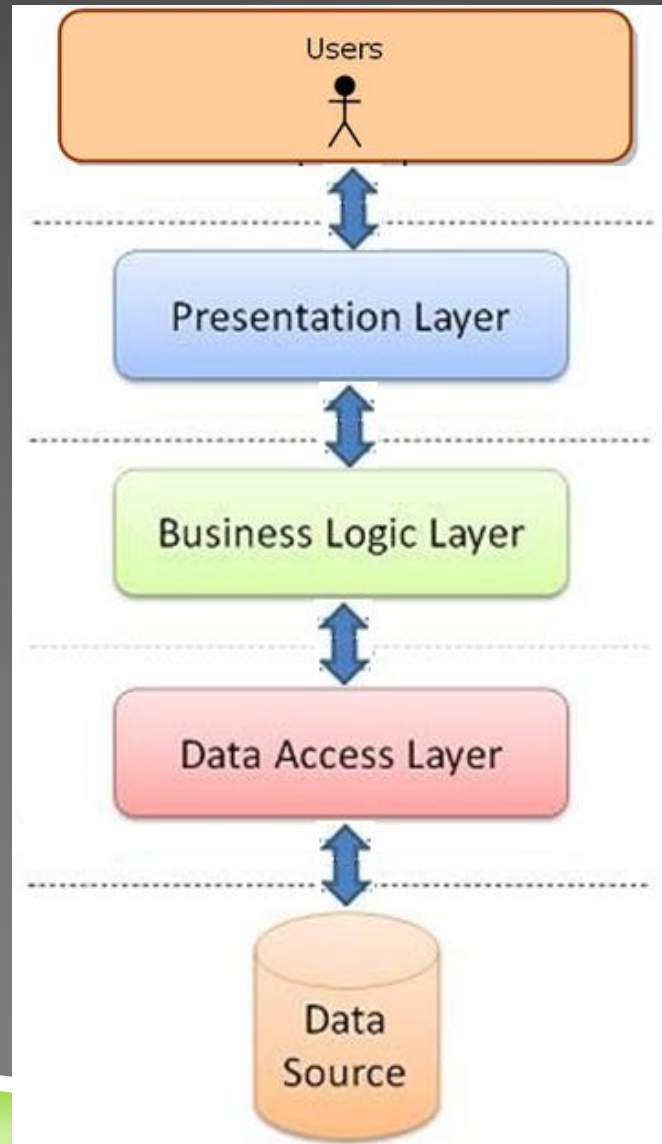 Users
Presentation Layer
Business Logic Layer
Data Access Layer
Data
Source